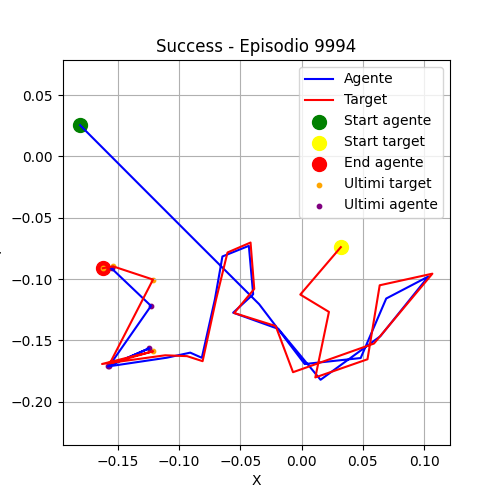 Success - Episodio 9994
Agente
Target
Start agente
Start target
End agente
Ultimi target
Ultimi agente
0.05
0.00
−0.05
−0.10
−0.15
−0.20
−0.15
−0.10
−0.05
0.00
0.05
0.10
X